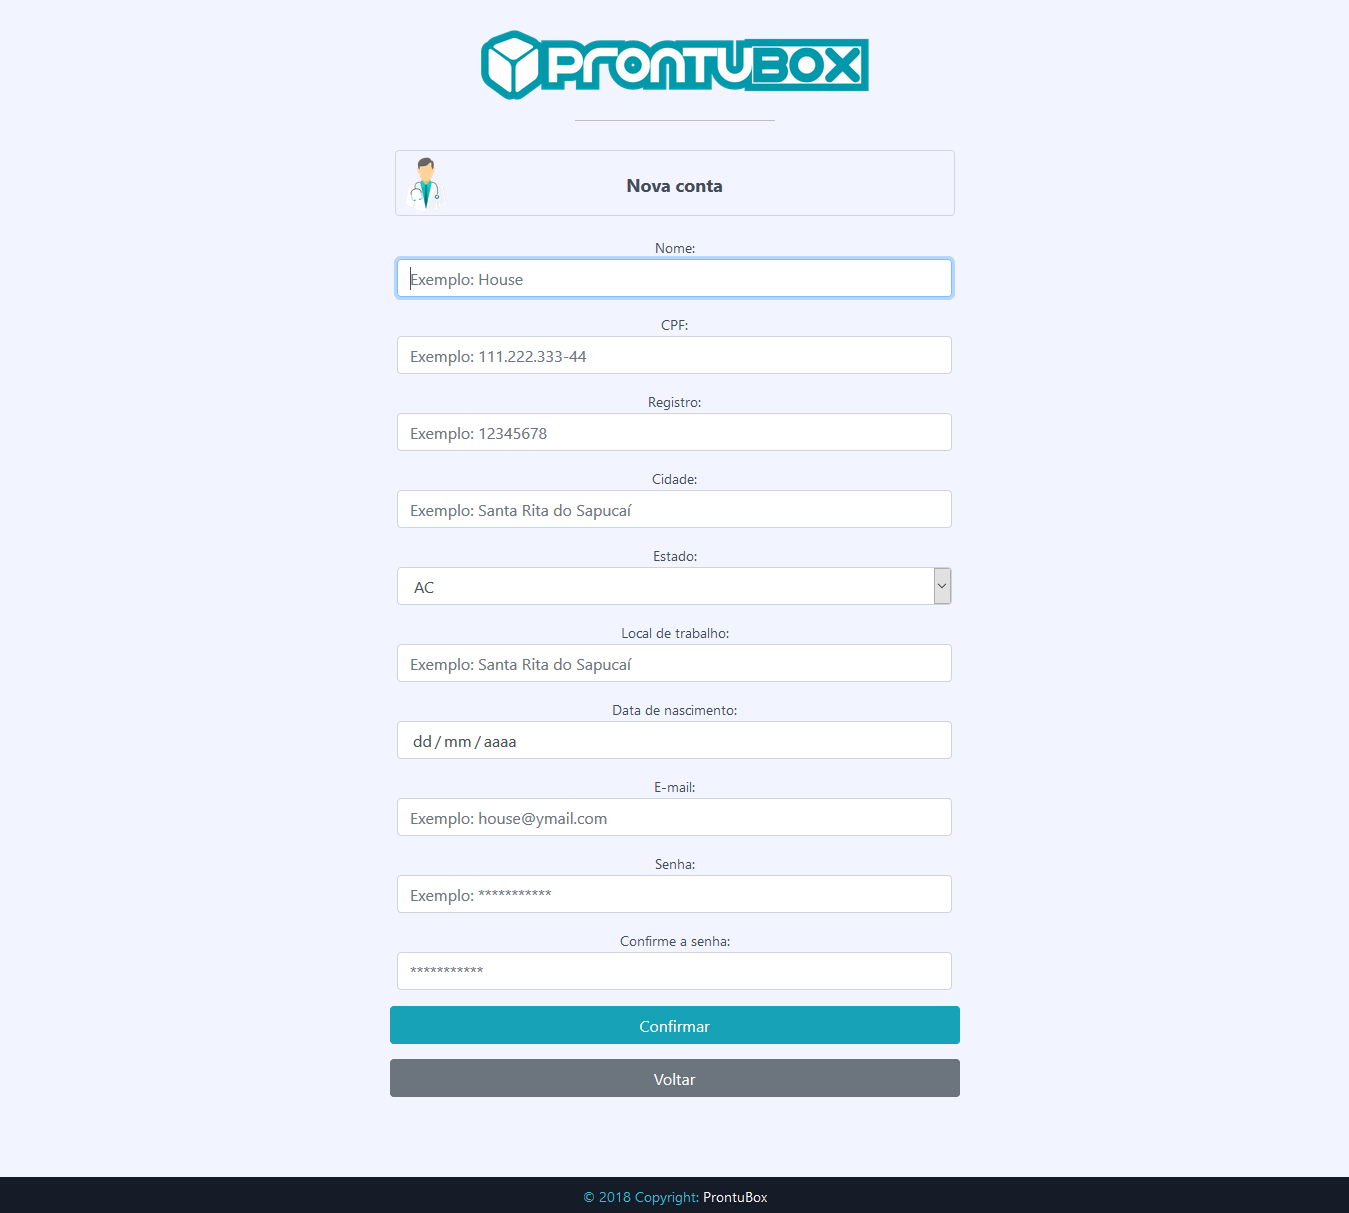 PRONTUBOX
Nova conta
Nome:
Exemplo: House
CPF:
Exemplo: 111.222.333-44
Registro:
Exemplo: 12345678
Cidade:
Exemplo: Santa Rita do Sapucaí
Estado:
AC
Local de trabalho:
Exemplo: Santa Rita do Sapucaí
Data de nascimento:
dd / mm / aaaa
E-mail:
Exemplo: house@ymail.com
Senha:
Exemplo: ***********
Confirme a senha:
***********
Confirmar
Voltar
© 2018 Copyright: ProntuBox